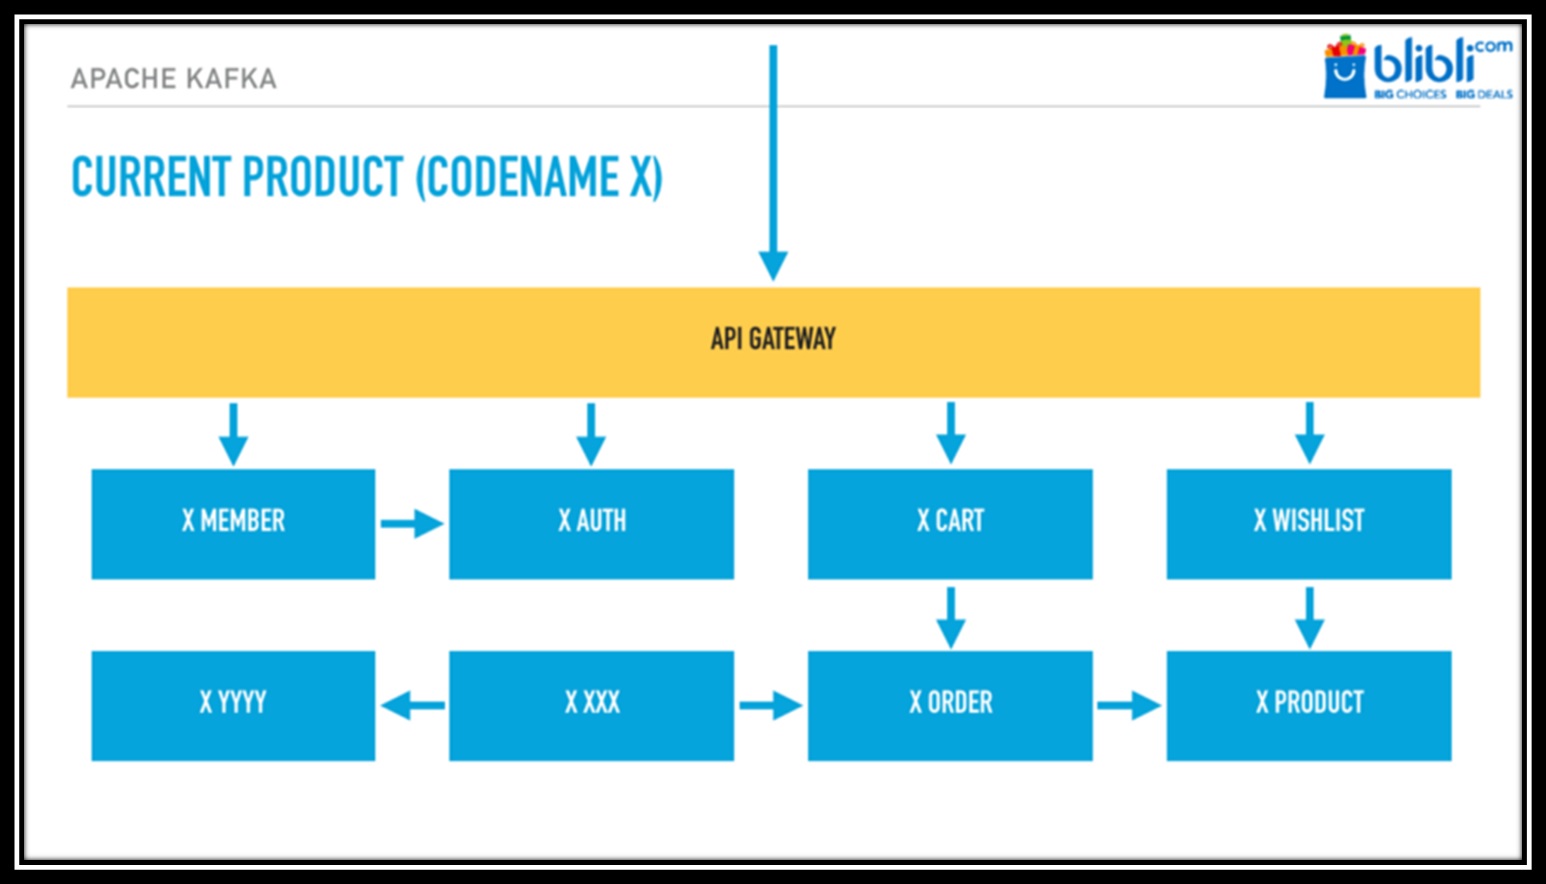 APACHE KAFKA
blibli.com
BIG CHOICES BIG DEALS
CURRENT PRODUCT (CODENAME X)
API GATEWAY
X MEMBER
X AUTH
X CART
X WISHLIST
X YYYY
X XXX
X ORDER
X PRODUCT